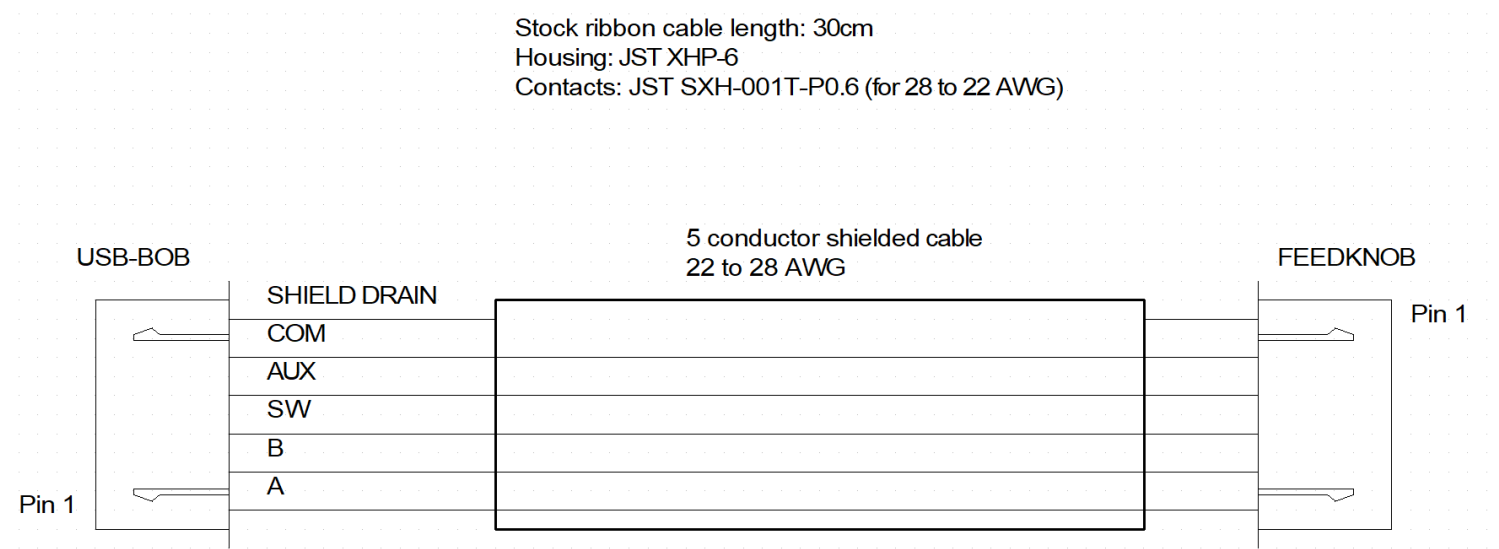 Stock ribbon cable length: 30cm
Housing: JST XHP-6
Contacts: JST SXH-001T-P0.6 (for 28 to 22 AWG)
5 conductor shielded cable
22 to 28 AWG
USB-BOB
FEEDKNOB
SHIELD DRAIN
Pin 1
COM
AUX
SW
B
A
Pin 1